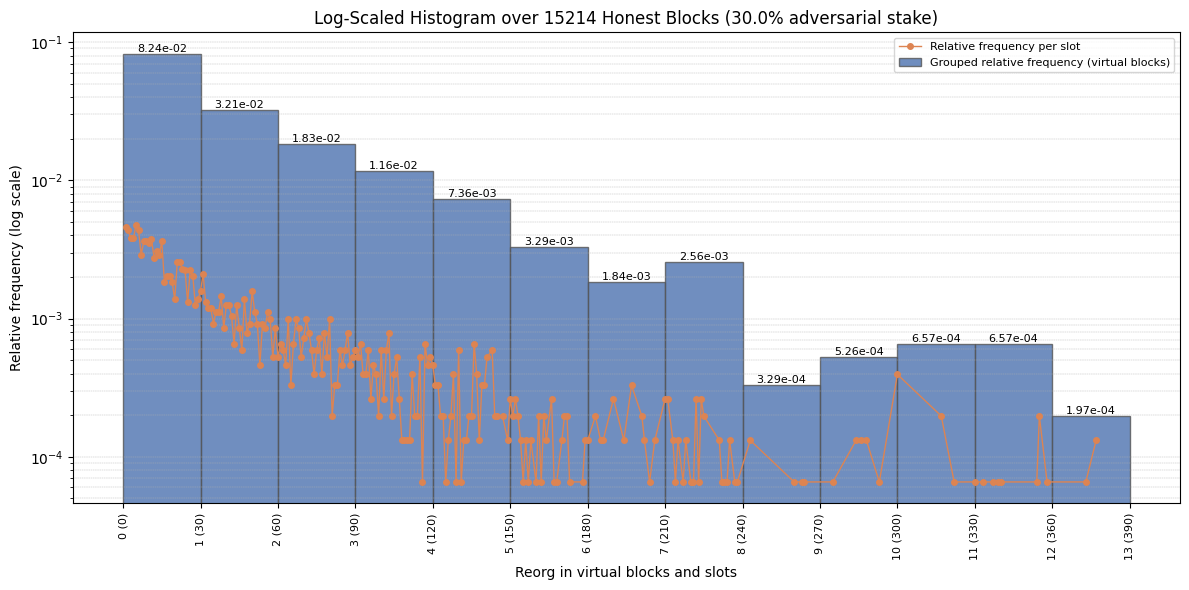 Log-Scaled Histogram over 15214 Honest Blocks (30.0% adversarial stake)
Relative frequency per slot
Grouped relative frequency (virtual blocks)
8.24e-02
3.21e-02
1.83e-02
1.16e-02
7.36e-03
3.29e-03
1.84e-03
2.56e-03
3.29e-04
5.26e-04
6.57e-04
6.57e-04
1.97e-04
Relative frequency (log scale)
10⁻¹
10⁻²
10⁻³
10⁻⁴
0 (0)
1 (30)
2 (60)
3 (90)
4 (120)
5 (150)
6 (180)
7 (210)
8 (240)
9 (270)
10 (300)
11 (330)
12 (360)
13 (390)
Reorg in virtual blocks and slots